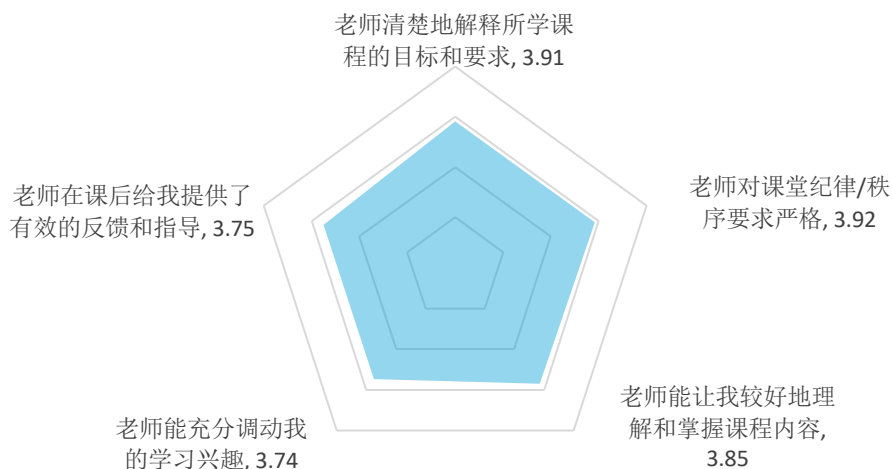 老师清楚地解释所学课
程的目标和要求, 3.91
老师对课堂纪律/秩
序要求严格, 3.92
老师能让我较好地理
解和掌握课程内容,
3.85
老师能充分调动我
的学习兴趣, 3.74
老师在课后给我提供了
有效的反馈和指导, 3.75